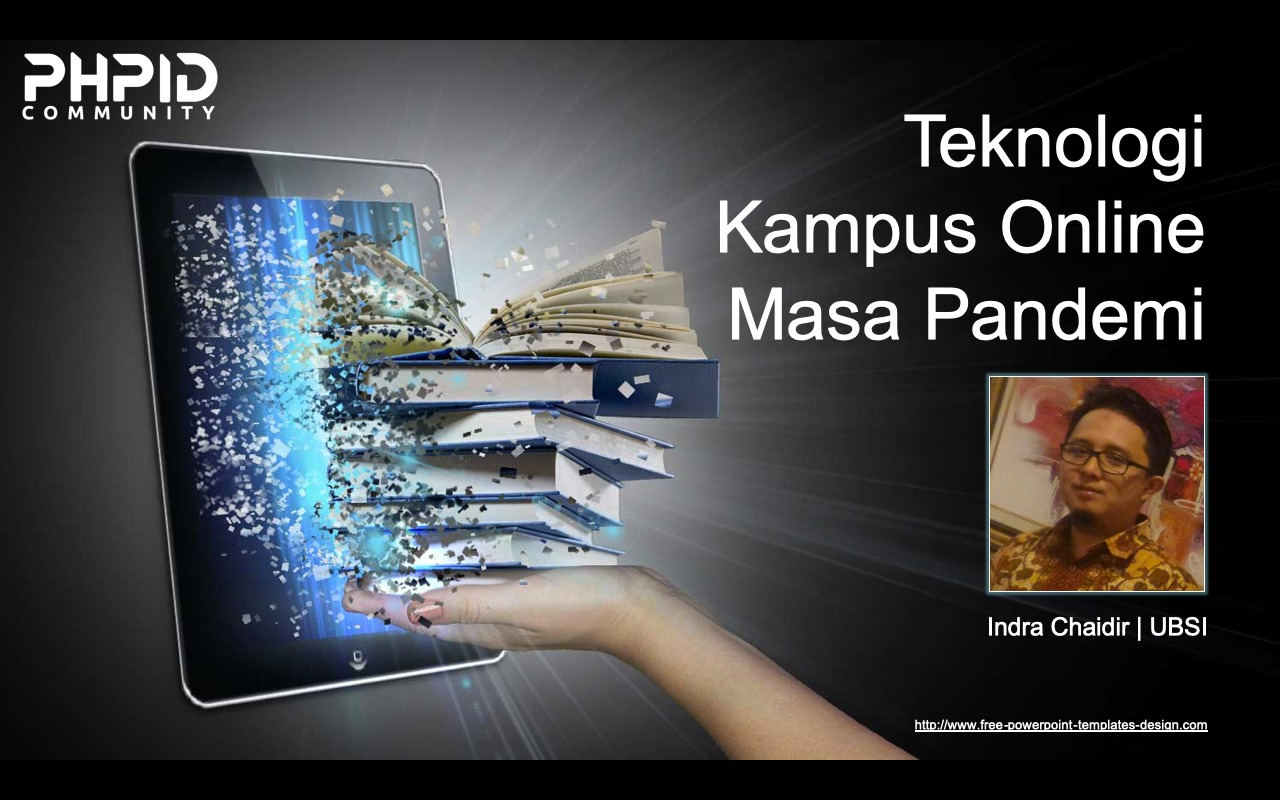 PHPID
COMMUNITY
Teknologi
Kampus Online
Masa Pandemi
Indra Chaidir | UBSI
http://www.free-powerpoint-templates-design.com